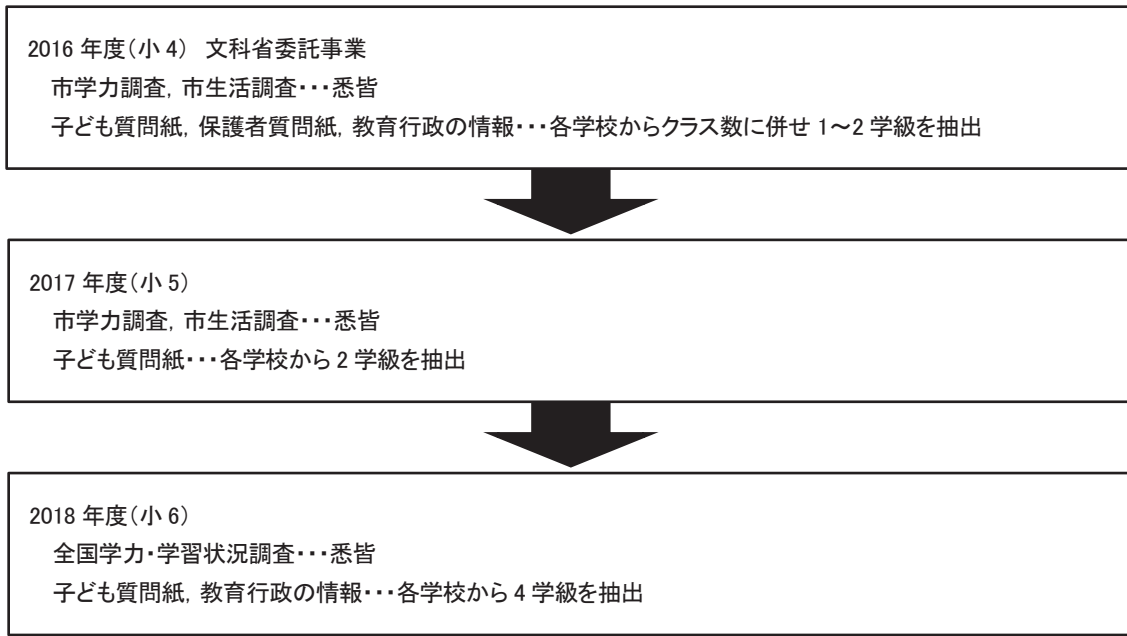 2016 年度(小 4)　文科省委託事業
市学力調査, 市生活調査・・・悉皆
子ども質問紙, 保護者質問紙, 教育行政の情報・・・各学校からクラス数に併せ 1～2 学級を抽出
2017 年度(小 5)
市学力調査, 市生活調査・・・悉皆
子ども質問紙・・・各学校から 2 学級を抽出
2018 年度(小 6)
全国学力・学習状況調査・・・悉皆
子ども質問紙, 教育行政の情報・・・各学校から 4 学級を抽出